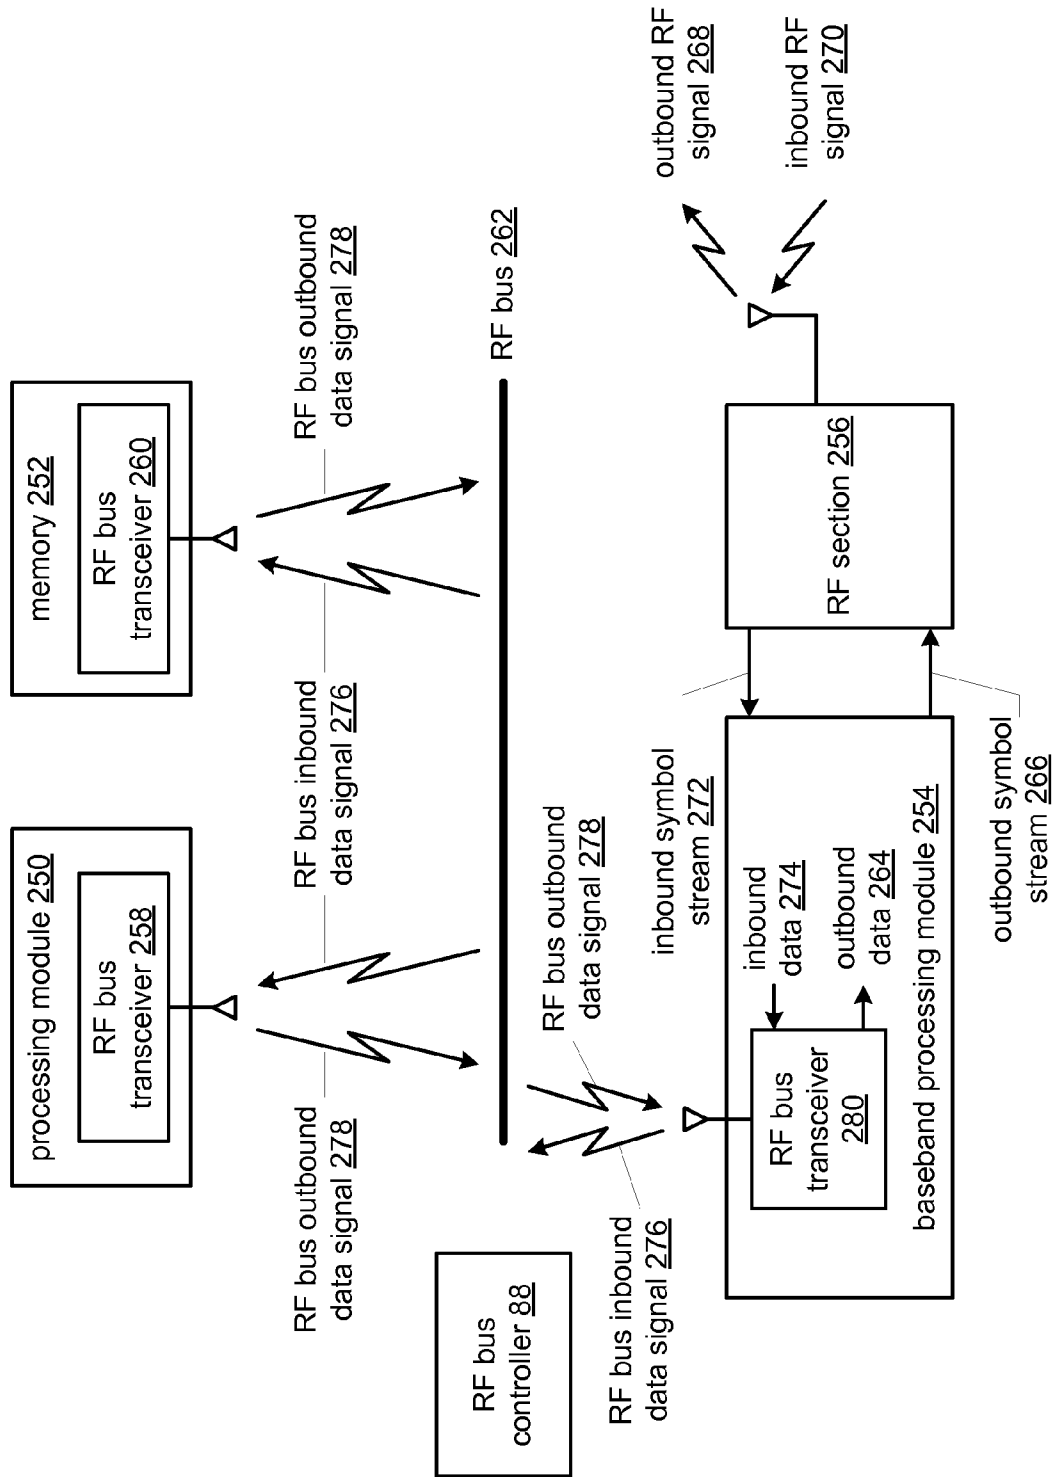 processing module 250
RF bus
transceiver 258
memory 252
RF bus
transceiver 260
RF bus outbound
data signal 278
RF bus inbound
data signal 276
RF bus outbound
data signal 278
RF bus 262
RF bus
controller 88
RF bus inbound
data signal 276
RF bus outbound
data signal 278
inbound symbol
stream 272
outbound RF
signal 268
inbound RF
signal 270
RF bus
transceiver
280
inbound
data 274
outbound
data 264
baseband processing module 254
RF section 256
outbound symbol
stream 266